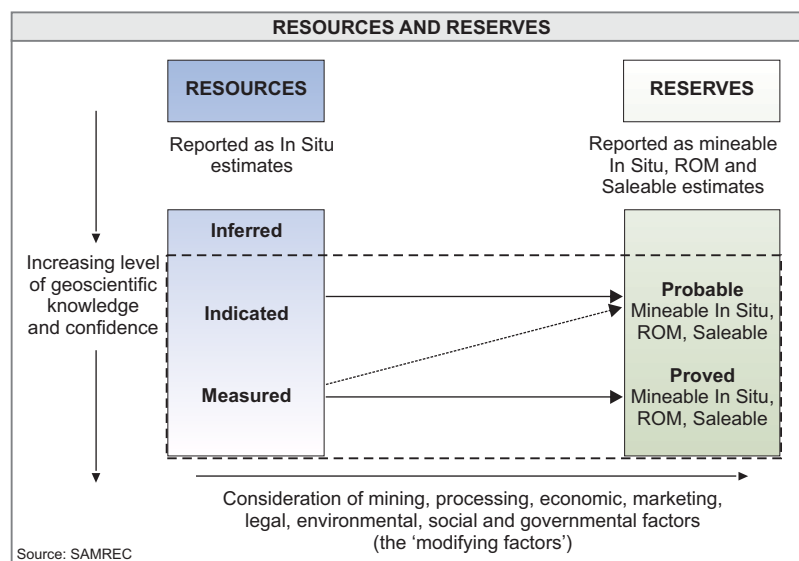 RESOURCES AND RESERVES
RESOURCES
Reported as In Situ
estimates
RESERVES
Reported as mineable
In Situ, ROM and
Saleable estimates
Increasing level
of geoscientific
knowledge
and confidence
Inferred
Indicated
Measured
Probable
Mineable In Situ,
ROM, Saleable
Proved
Mineable In Situ,
ROM, Saleable
Consideration of mining, processing, economic, marketing,
legal, environmental, social and governmental factors
(the ‘modifying factors’)
Source: SAMREC